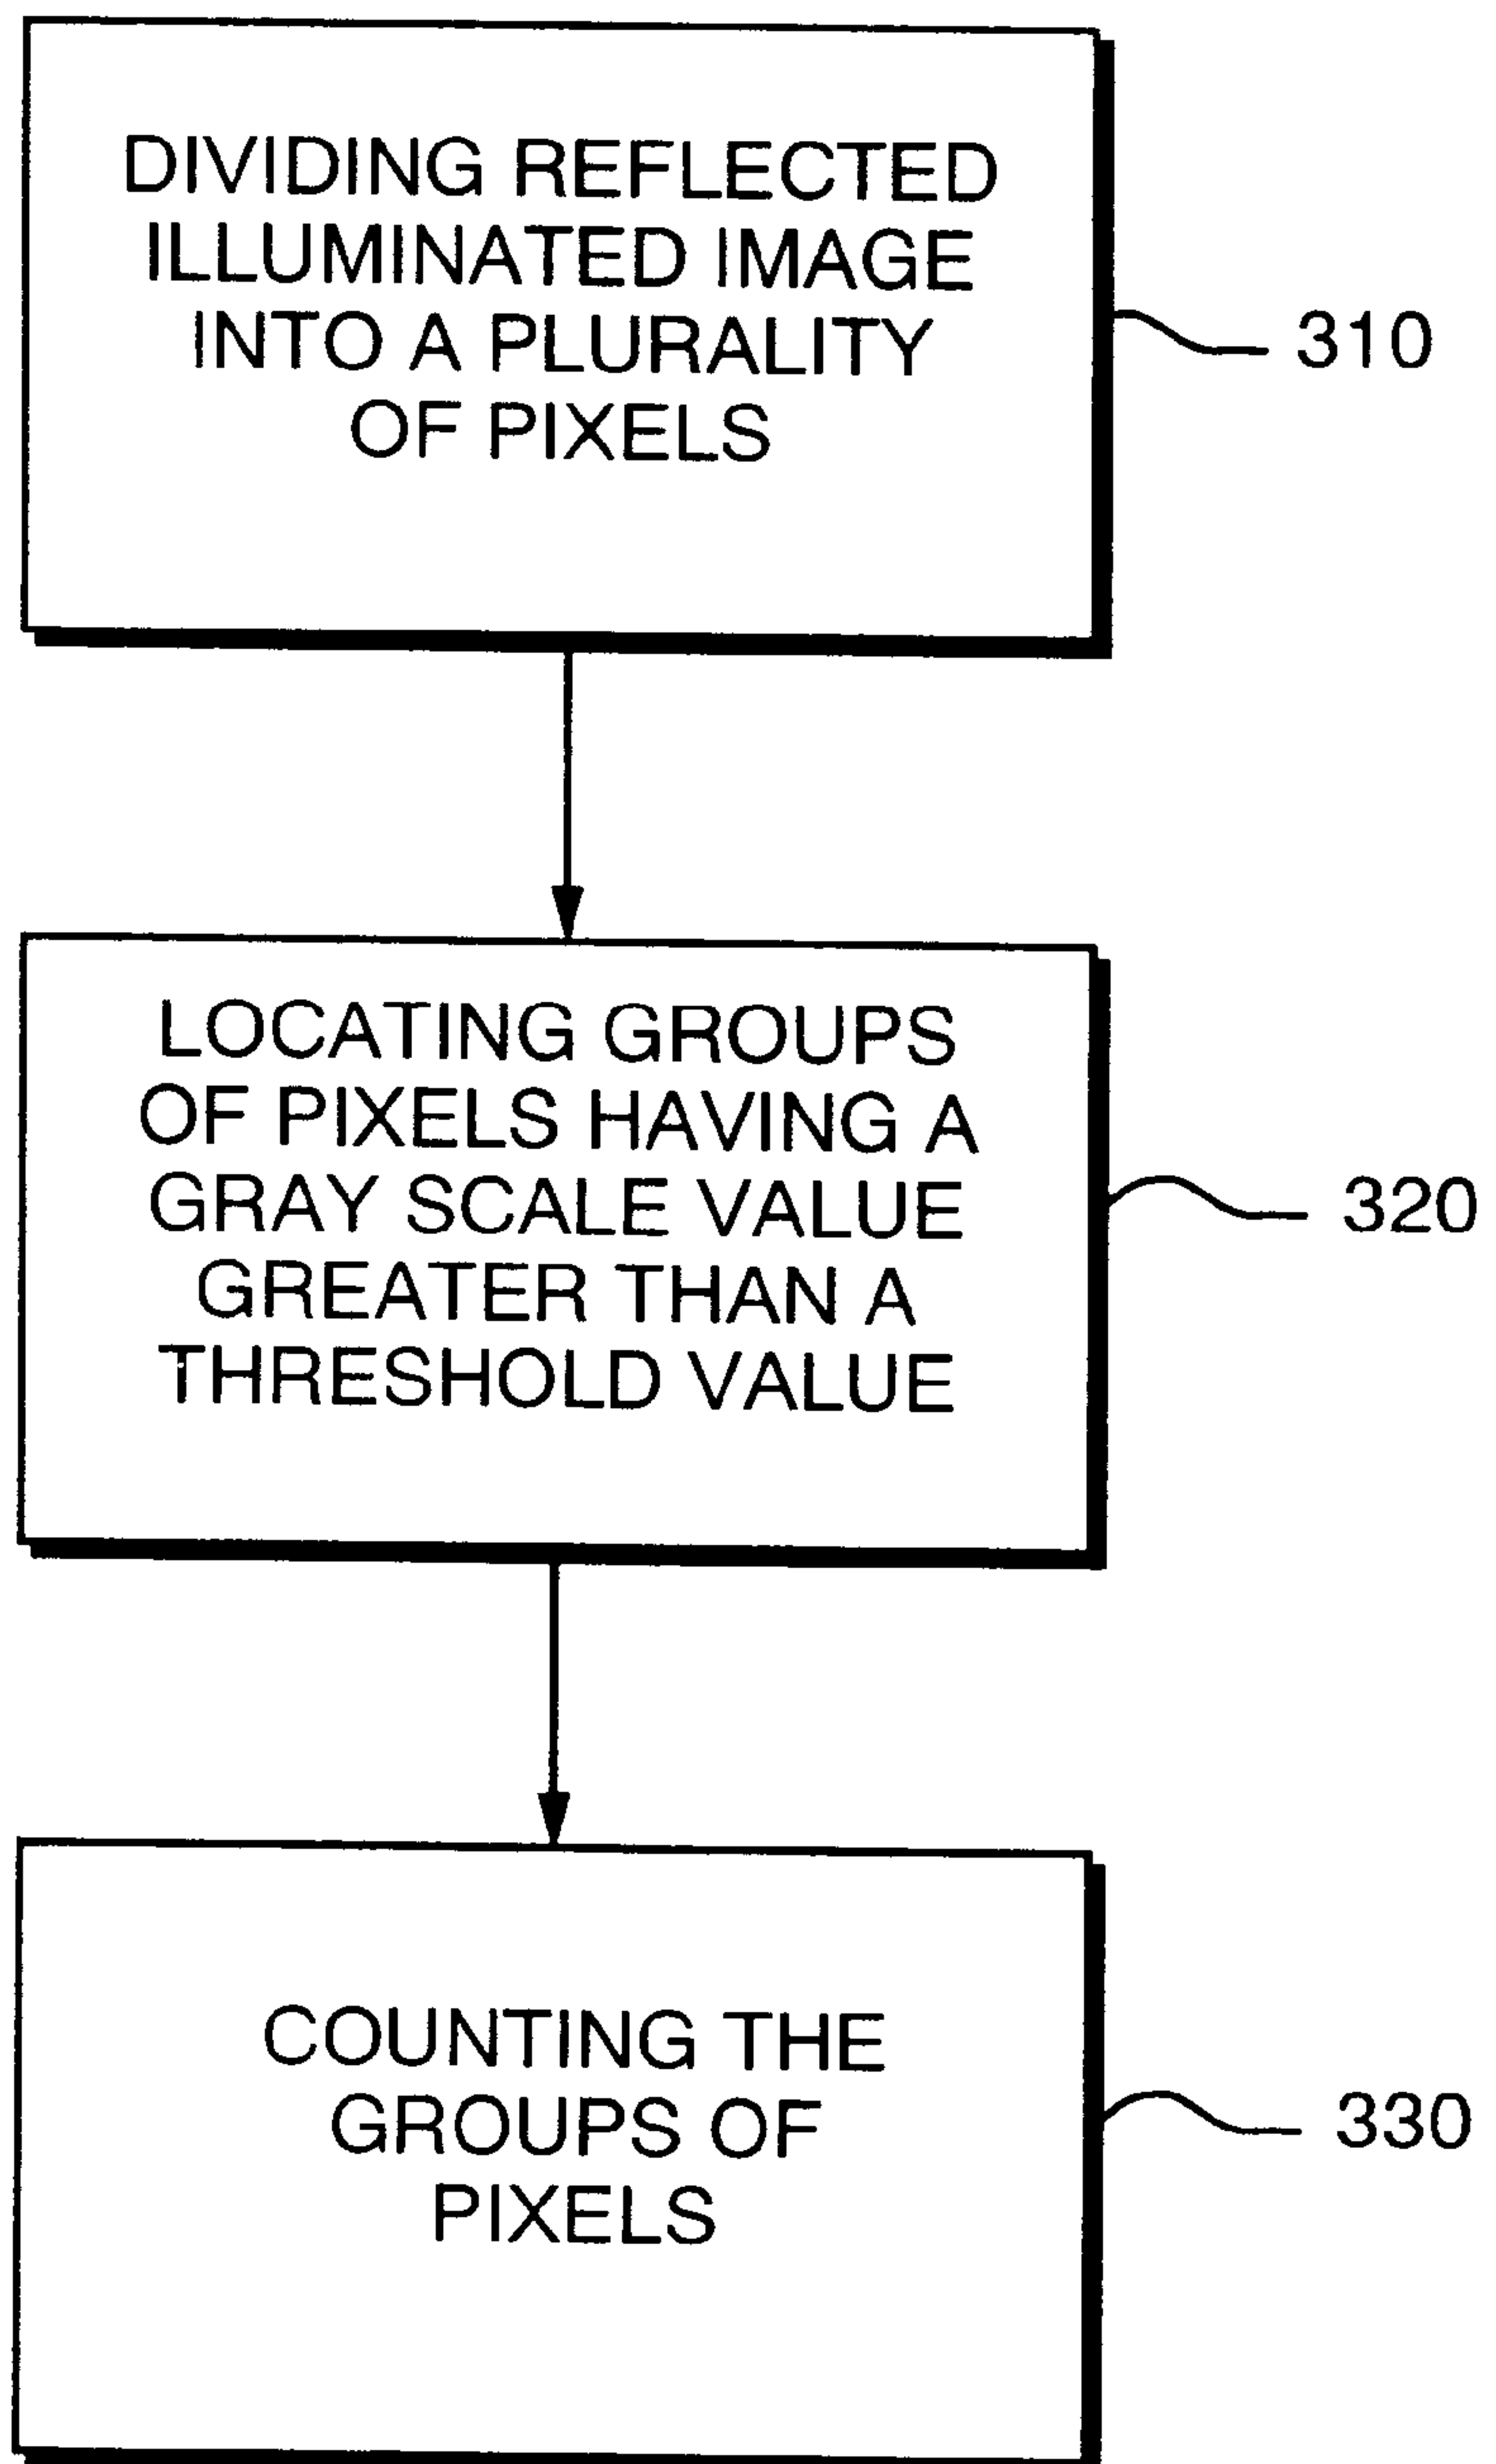 DIVIDING REFLECTED
ILLUMINATED IMAGE
INTO A PLURALITY
OF PIXELS
310
LOCATING GROUPS
OF PIXELS HAVING A
GRAY SCALE VALUE
GREATER THAN A
THRESHOLD VALUE
320
COUNTING THE
GROUPS OF
PIXELS
330